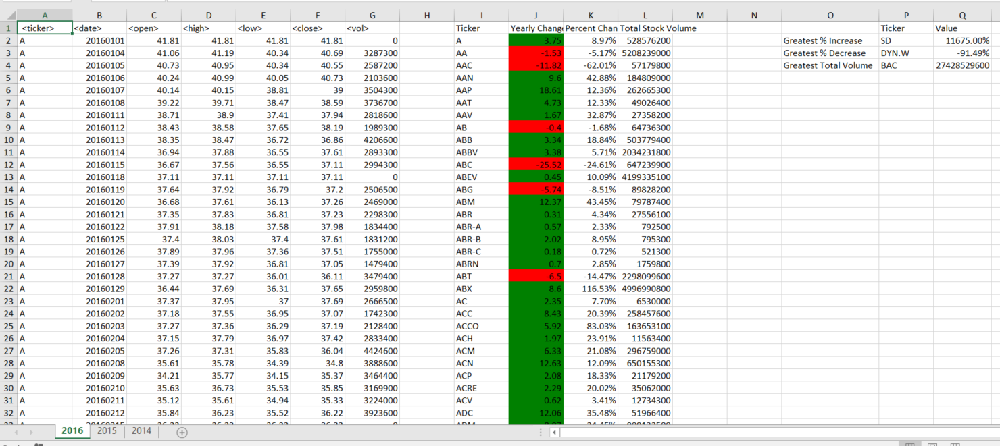 A B C D E F G H I J K L M N O P Q
1 <ticker> <date> <open> <high> <low> <close> <vol> Ticker Yearly Chang Percent Chan Total Stock Volume Ticker Value
2 A 20160101 41.81 41.81 41.81 41.81 0 A 3.75 8.97% 528576200 Greatest % Increase SD 11675.00%
3 A 20160104 41.06 41.19 40.34 40.69 3287300 AA -1.53 -5.17% 5208239000 Greatest % Decrease DYN.W -91.49%
4 A 20160105 40.73 40.95 40.34 40.55 2587200 AAC -11.82 -62.01% 57179800 Greatest Total Volume BAC 27428529600
5 A 20160106 40.24 40.99 40.05 40.73 2103600 AAN 9.6 42.88% 184809000
6 A 20160107 40.14 40.15 38.81 39 3504300 AAP 18.61 12.36% 262665300
7 A 20160108 39.22 39.71 38.47 38.59 3736700 AAT 4.73 12.33% 49026400
8 A 20160111 38.71 38.9 37.41 37.94 2818600 AAV 1.67 32.87% 27358200
9 A 20160112 38.43 38.58 37.65 38.19 1989300 AB -0.4 -1.68% 64736300
10 A 20160113 38.35 38.47 36.72 36.86 4206600 ABB 3.34 18.84% 503779400
11 A 20160114 36.94 37.88 36.55 37.61 2893300 ABBV 3.38 5.71% 2034231800
12 A 20160115 36.67 37.56 36.55 37.11 2994300 ABC -25.52 -24.61% 647239900
13 A 20160118 37.11 37.11 37.11 37.11 0 ABEV 0.45 10.09% 4199335100
14 A 20160119 37.64 37.92 36.79 37.2 2506500 ABG -5.74 -8.51% 89828200
15 A 20160120 36.68 37.61 36.13 37.26 2469000 ABM 12.37 43.45% 79787400
16 A 20160121 37.35 37.83 36.81 37.23 2298300 ABR 0.31 4.34% 27556100
17 A 20160122 37.91 38.18 37.58 37.98 1834400 ABR-A 0.57 2.33% 792500
18 A 20160125 37.4 38.03 37.4 37.61 1831200 ABR-B 2.02 8.95% 795300
19 A 20160126 37.89 37.96 37.36 37.51 1755000 ABR-C 0.18 0.72% 521300
20 A 20160127 37.39 37.92 36.81 37.05 1479400 ABRN 0.7 2.85% 1759800
21 A 20160128 37.27 37.27 36.01 36.11 3479400 ABT -6.5 -14.47% 2298099600
22 A 20160129 36.44 37.69 36.31 37.65 2959800 ABX 8.6 116.53% 4996990800
23 A 20160201 37.37 37.95 37 37.69 2666500 AC 2.35 7.70% 6530000
24 A 20160202 37.18 37.55 36.95 37.07 1742300 ACC 8.43 20.39% 258457600
25 A 20160203 37.27 37.36 36.29 37.19 2128400 ACCO 5.92 83.03% 163653100
26 A 20160204 37.15 37.79 36.97 37.42 2833400 ACH 1.97 23.91% 11563400
27 A 20160205 37.26 37.31 35.83 36.04 4424600 ACM 6.33 21.08% 296759000
28 A 20160208 35.61 35.78 34.39 34.8 3888600 ACN 12.63 12.09% 650155300
29 A 20160209 34.21 35.77 34.15 35.37 3464400 ACP 2.08 18.33% 21179200
30 A 20160210 35.63 36.73 35.53 35.85 3169900 ACRE 2.29 20.02% 35062000
31 A 20160211 35.12 35.61 34.94 35.33 3224000 ACV 0.62 3.41% 12734300
32 A 20160212 35.84 36.23 35.52 36.22 3923600 ADC 12.06 35.48% 51966400
2016 2015 2014